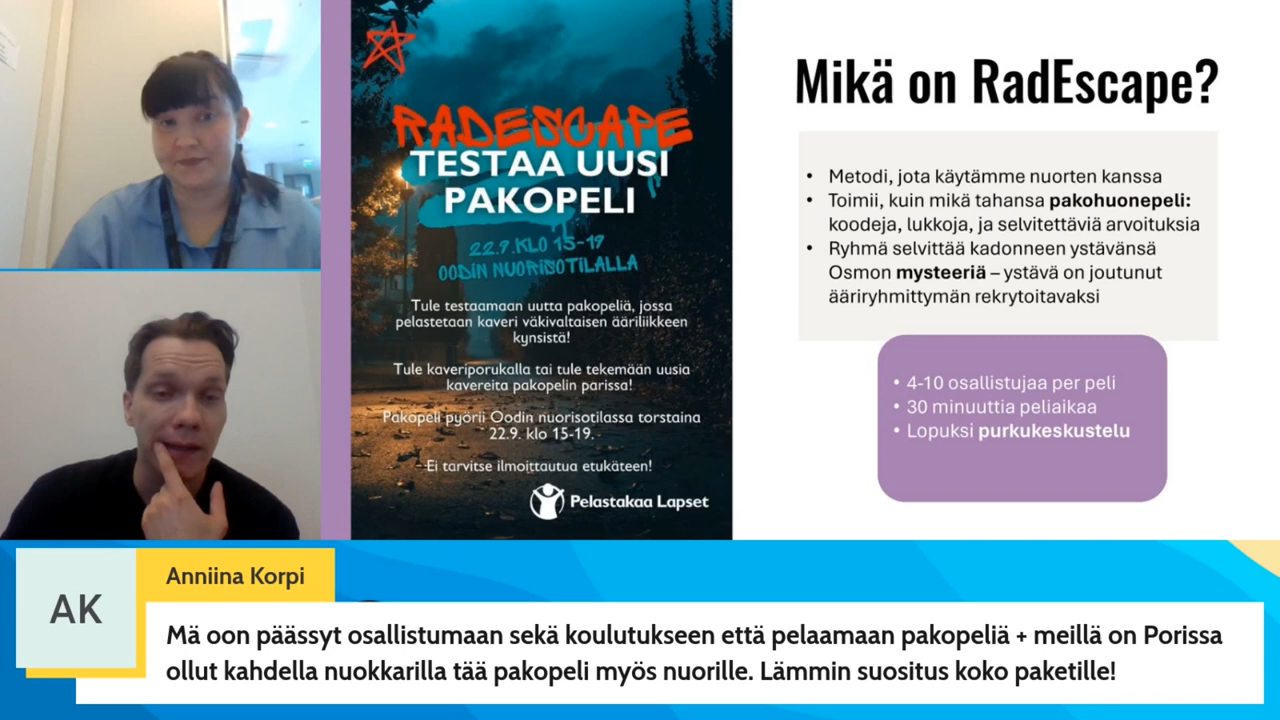 RADESCAPE
TESTAA UUSI
PAKOPELI
22.9. KLO 15-19
OODIN NUORISOTILALLA
Tule testaamaan uutta pakopeliä, jossa
pelastetaan kaveri väkivaltaisen ääriliikkeen
kynsistä!
Tule kaveriporukalla tai tule tekemään uusia
kavereita pakopelin parissa!
Pakopeli pyörii Oodin nuorisotilassa torstaina
22.9. klo 15-19.
Ei tarvitse ilmoittautua etukäteen!
Pelastakaa Lapset
Mikä on RadEscape?
• Metodi, jota käytämme nuorten kanssa
• Toimii, kuin mikä tahansa pakohuonepeli:
koodeja, lukkoja, ja selvitettäviä arvoituksia
• Ryhmä selvittää kadonneen ystävänsä
Osmon mysteeriä – ystävä on joutunut
ääriryhmittymän rekrytoitavaksi
• 4-10 osallistujaa per peli
• 30 minuuttia peliaikaa
• Lopuksi purkukeskustelu
AK
Anniina Korpi
Mä oon päässyt osallistumaan sekä koulutukseen että pelaamaan pakopeliä + meillä on Porissa
ollut kahdella nuokkarilla tää pakopeli myös nuorille. Lämmin suositus koko paketille!